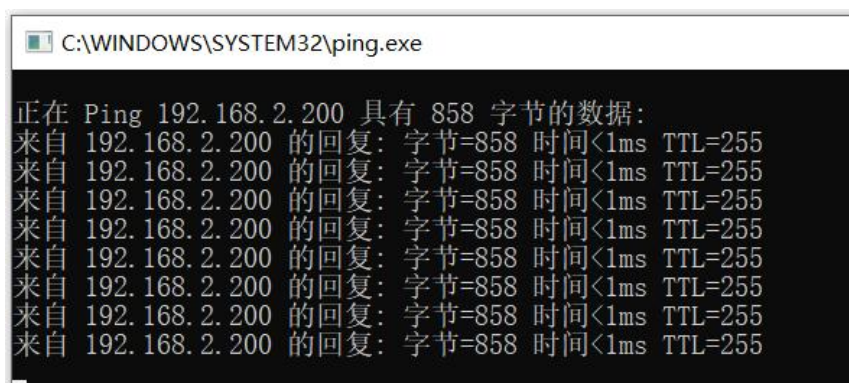 C:\WINDOWS\SYSTEM32\ping.exe
正在 Ping 192.168.2.200 具有 858 字节的数据:
来自 192.168.2.200 的回复: 字节=858 时间<1ms TTL=255
来自 192.168.2.200 的回复: 字节=858 时间<1ms TTL=255
来自 192.168.2.200 的回复: 字节=858 时间<1ms TTL=255
来自 192.168.2.200 的回复: 字节=858 时间<1ms TTL=255
来自 192.168.2.200 的回复: 字节=858 时间<1ms TTL=255
来自 192.168.2.200 的回复: 字节=858 时间<1ms TTL=255
来自 192.168.2.200 的回复: 字节=858 时间<1ms TTL=255
来自 192.168.2.200 的回复: 字节=858 时间<1ms TTL=255